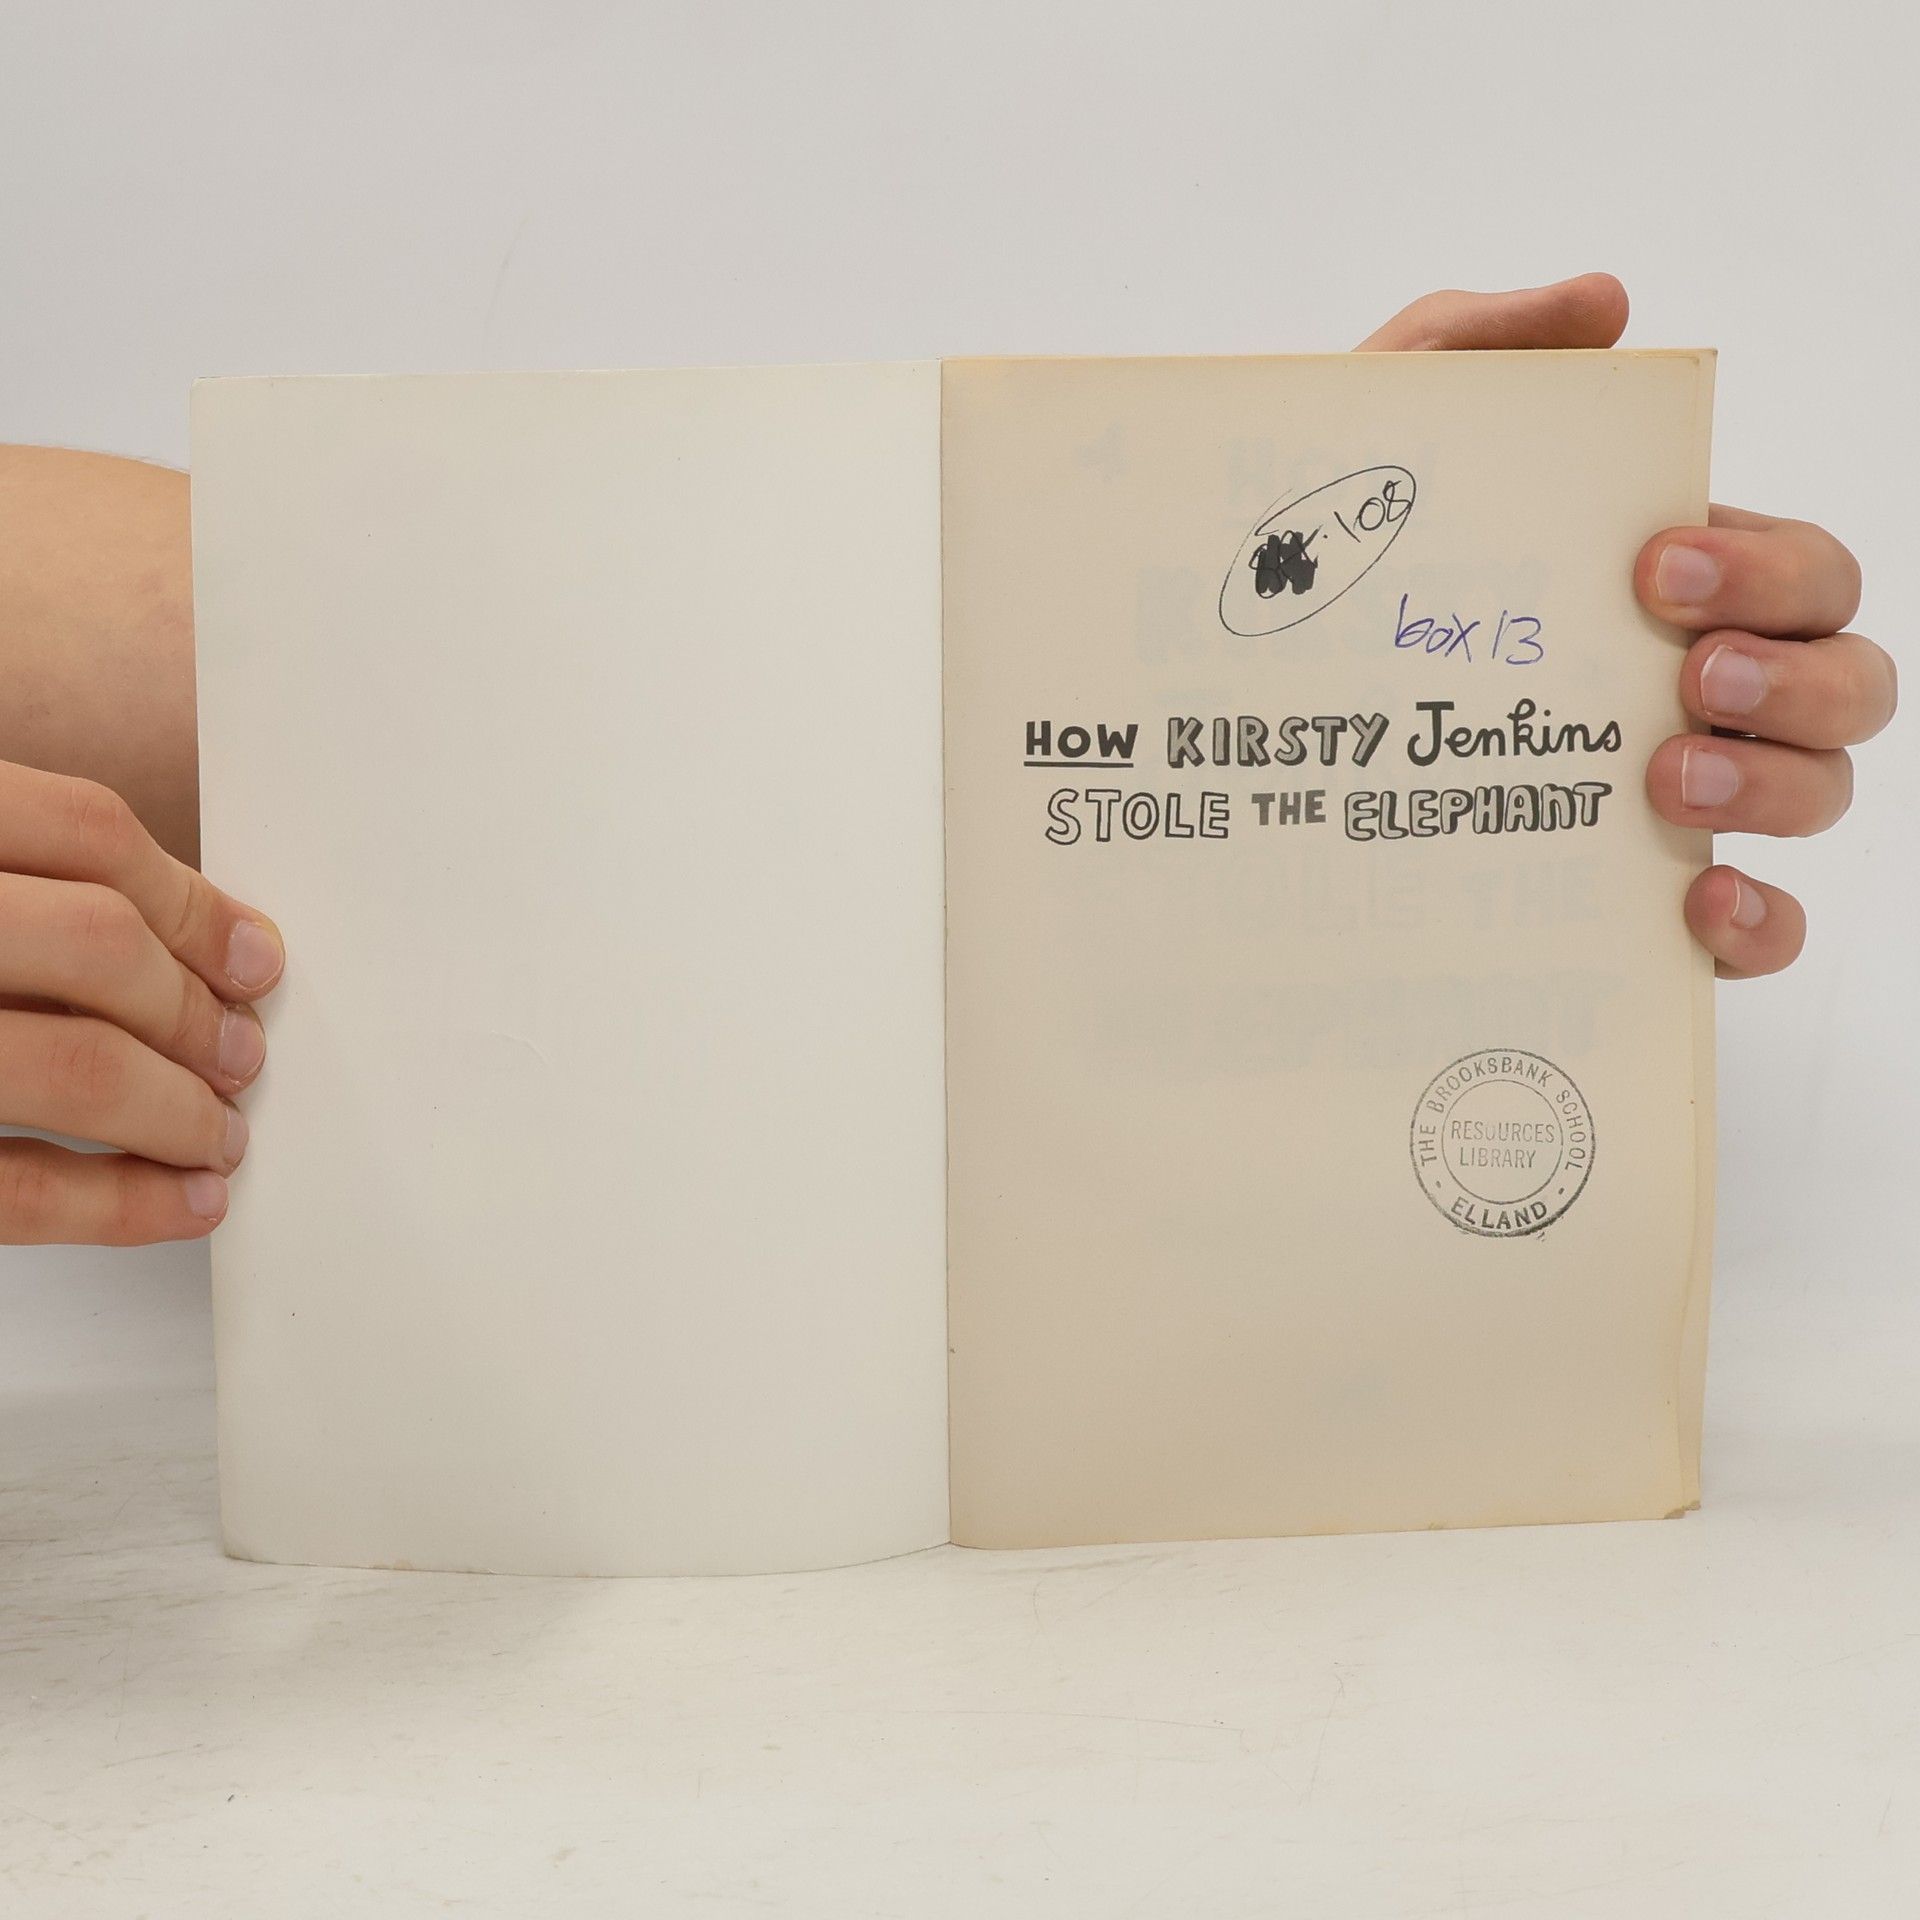 108
box 13
HOW KIRSTY Jenkins
STOLE THE ELEPHANT
THE BROOKSBANK SCHOOL
RESOURCES
LIBRARY
· ELLAND ·